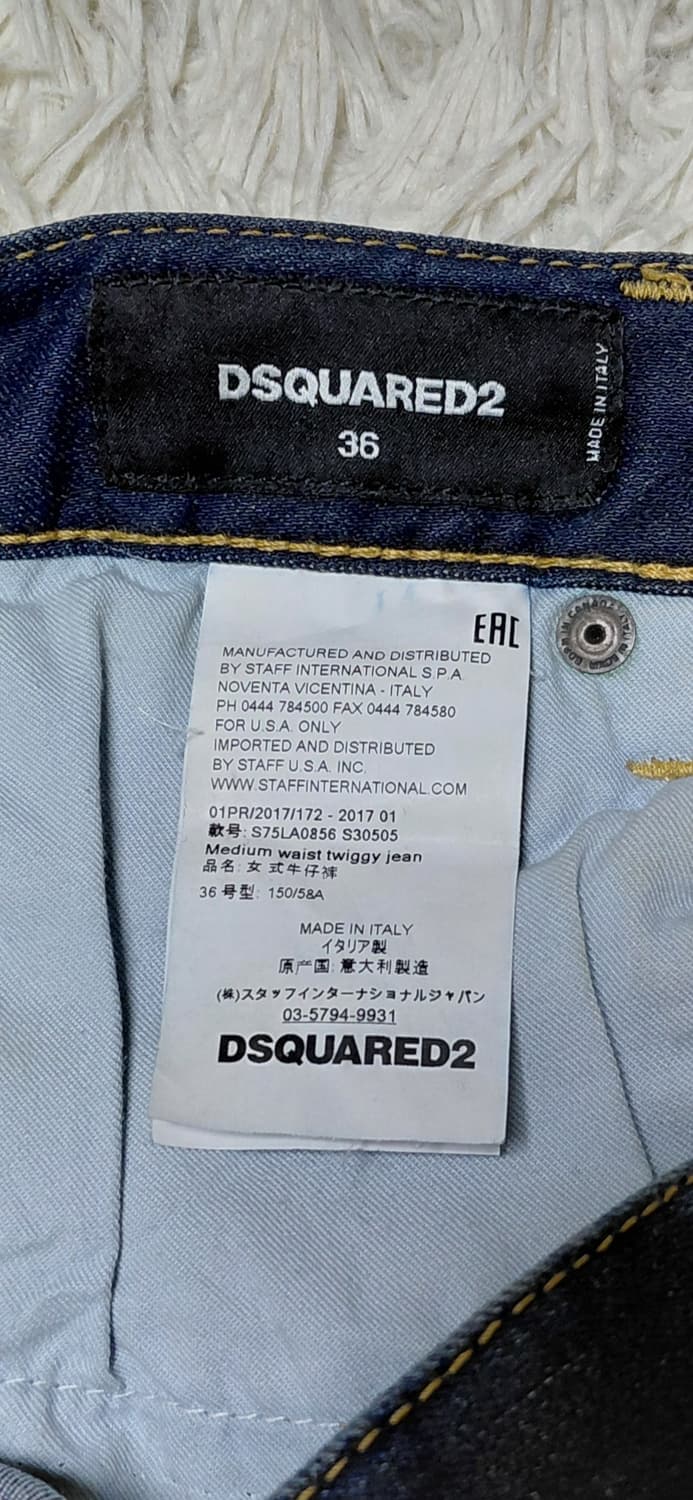 DSQUARED2
36
MADE IN ITALY
EAC
MANUFACTURED AND DISTRIBUTED
BY STAFF INTERNATIONAL S.P.A.
NOVENTA VICENTINA - ITALY
PH 0444 784500 FAX 0444 784580
FOR U.S.A. ONLY
IMPORTED AND DISTRIBUTED
BY STAFF U.S.A. INC.
WWW.STAFFINTERNATIONAL.COM
01PR/2017/172 - 2017 01
款号: S75LA0856 S30505
Medium waist twiggy jean
品名: 女 式牛仔裤
36 号型: 150/58A
MADE IN ITALY
イタリア製
原产国: 意大利製造
(株)スタッフインターナショナルジャパン
03-5794-9931
DSQUARED2